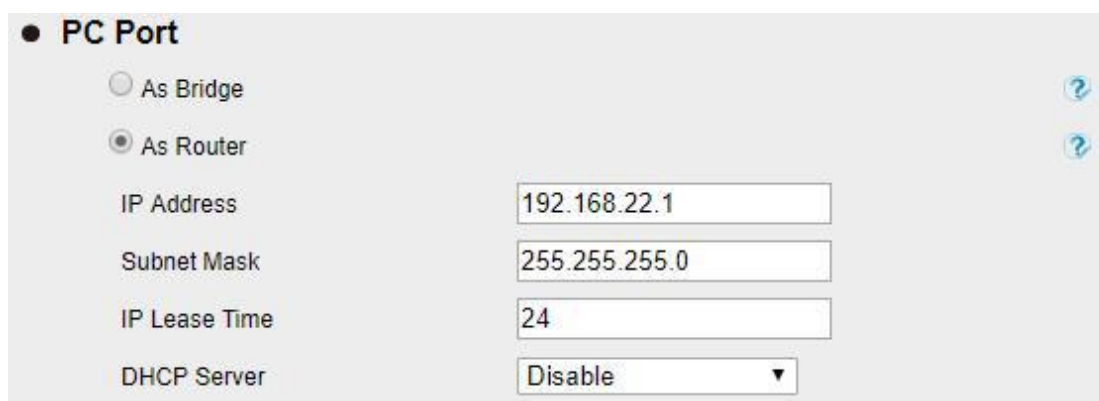 PC Port
As Bridge
As Router
IP Address 192.168.22.1
Subnet Mask 255.255.255.0
IP Lease Time 24
DHCP Server Disable